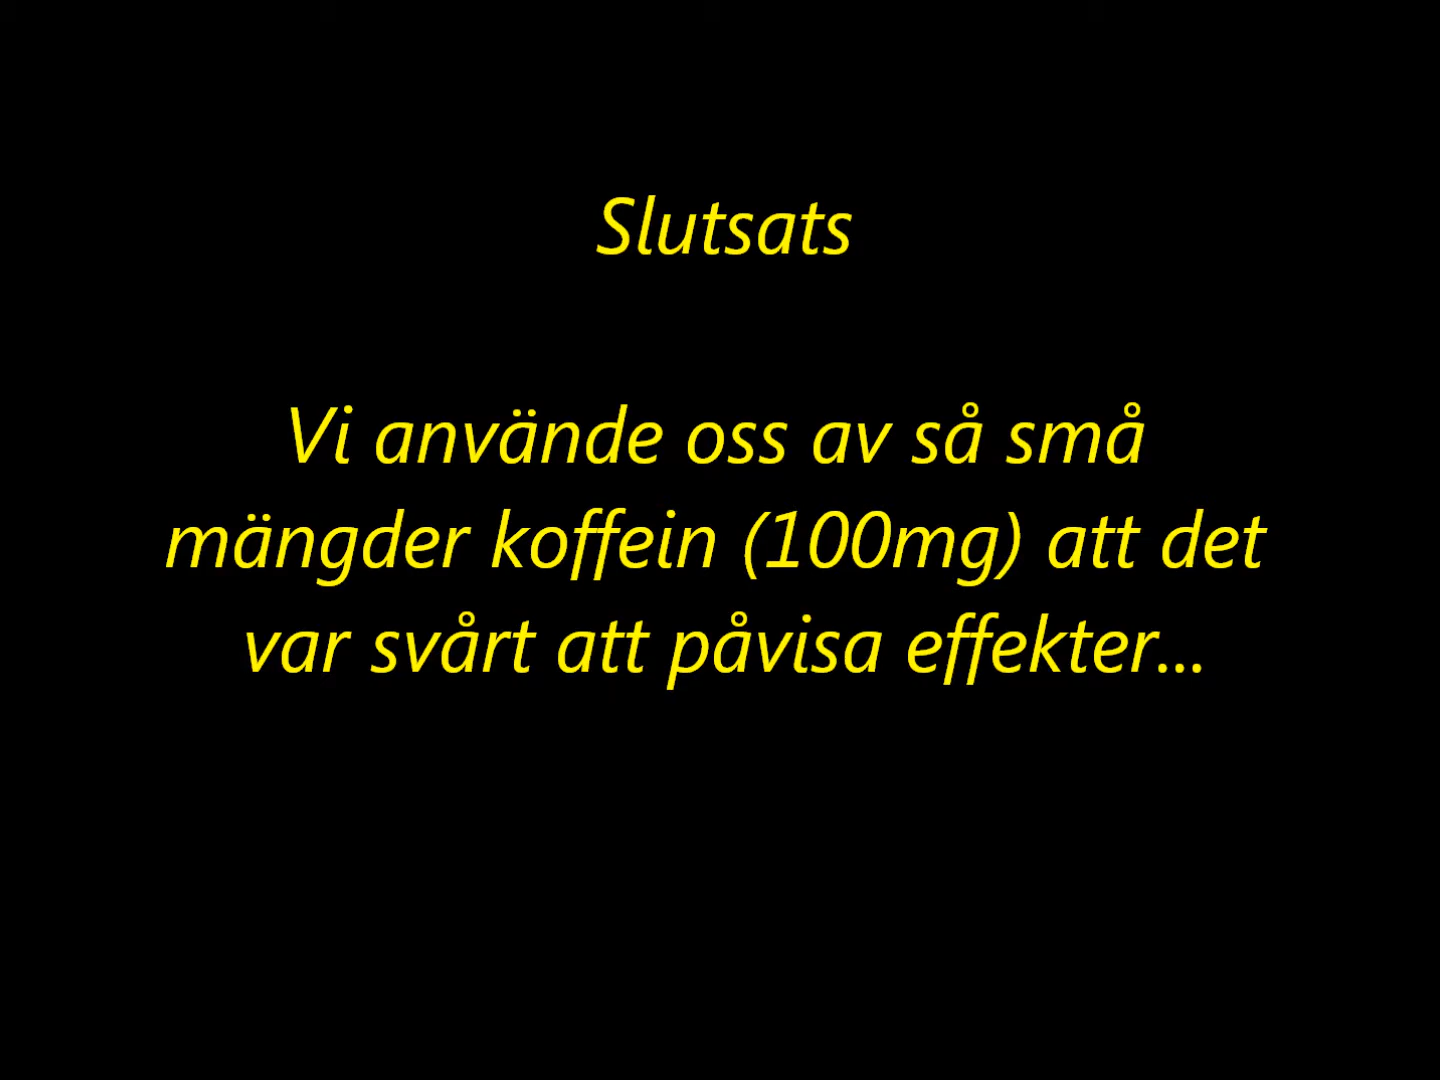 Slutsats
Vi använde oss av så små
mängder koffein (100mg) att det
var svårt att påvisa effekter...